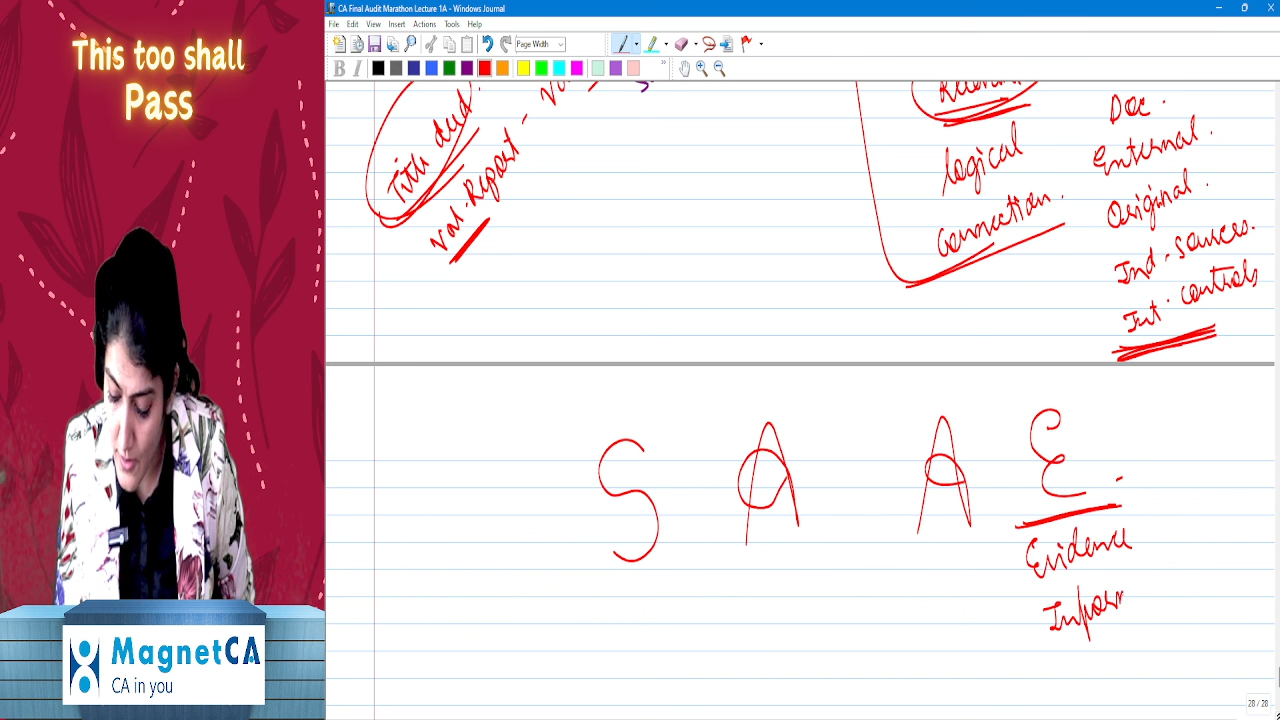 This too shall
Pass
CA Final Audit Marathon Lecture 1A - Windows Journal
File Edit View Insert Actions Tools Help
Page Width
B I
Title deed.
Val. Report -
logical
Connection.
Doc.
External.
Original.
Ind. Sources.
Int. Controls
S A A E.
Evidence
Inform
MagnetCA
CA in you
28 / 28